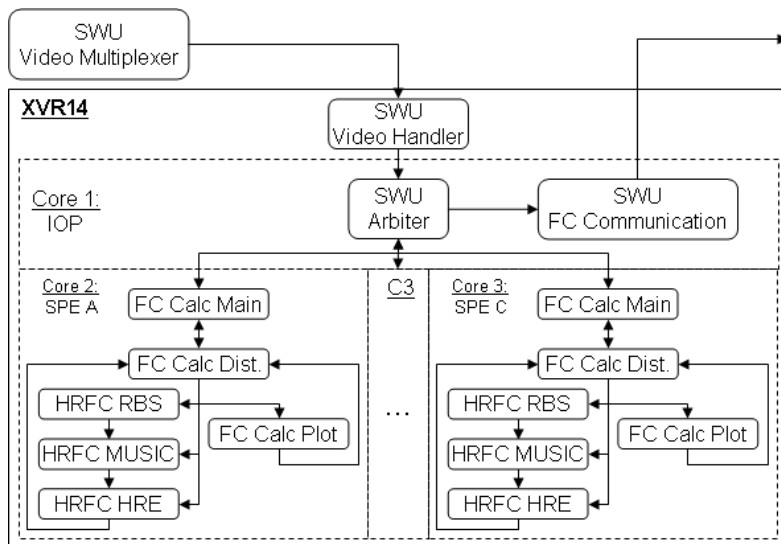 SWU
Video Multiplexer
XVR14
SWU
Video Handler
Core 1:
IOP
SWU
Arbiter
SWU
FC Communication
Core 2:
SPE A
FC Calc Main
FC Calc Dist.
HRFC RBS
FC Calc Plot
HRFC MUSIC
HRFC HRE
C3
...
Core 3:
SPE C
FC Calc Main
FC Calc Dist.
HRFC RBS
FC Calc Plot
HRFC MUSIC
HRFC HRE